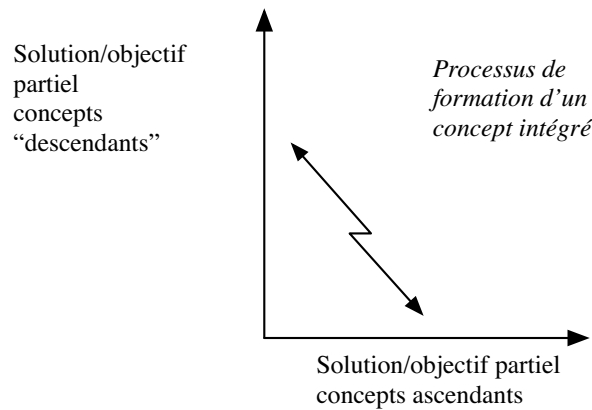 Solution/objectif
partiel
concepts
“descendants”
Processus de
formation d’un
concept intégré
Solution/objectif partiel
concepts ascendants